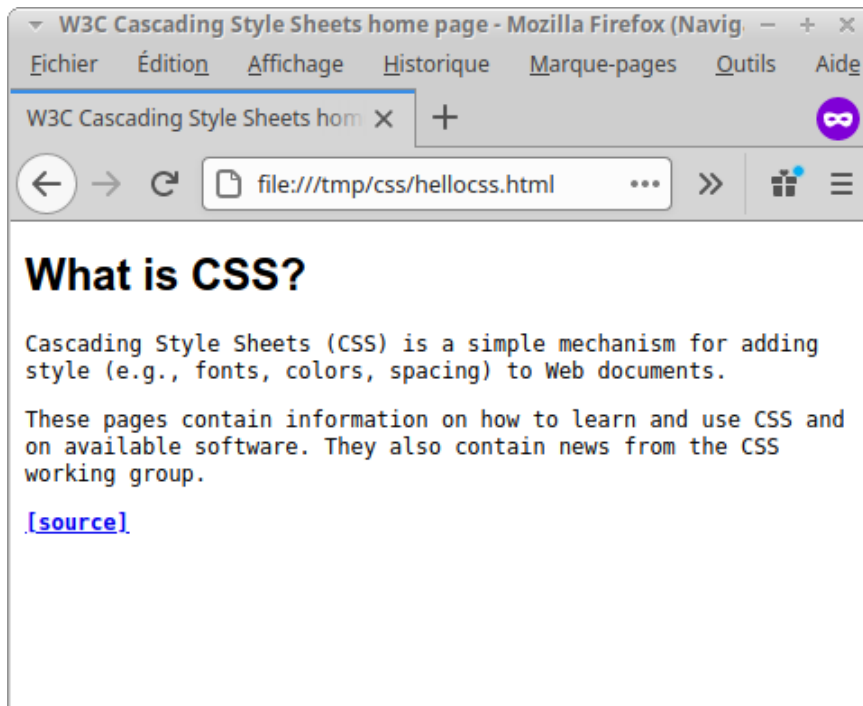 W3C Cascading Style Sheets home page - Mozilla Firefox (Navig
Fichier Édition Affichage Historique Marque-pages Outils Aide
W3C Cascading Style Sheets hom
file:///tmp/css/hellocss.html
What is CSS?
Cascading Style Sheets (CSS) is a simple mechanism for adding
style (e.g., fonts, colors, spacing) to Web documents.
These pages contain information on how to learn and use CSS and
on available software. They also contain news from the CSS
working group.
[source]